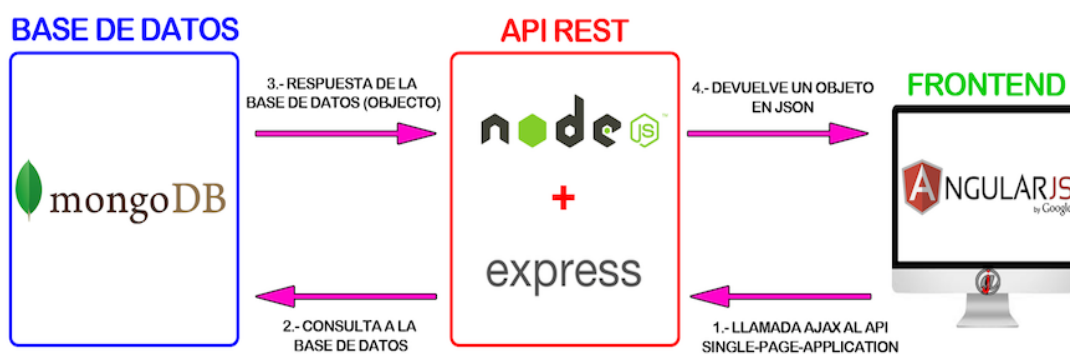 BASE DE DATOS
API REST
FRONTEND
3.- RESPUESTA DE LA
BASE DE DATOS (OBJECTO)
4.- DEVUELVE UN OBJETO
EN JSON
mongoDB
node JS
+
express
ANGULARJS
by Google
2.- CONSULTA A LA
BASE DE DATOS
1.- LLAMADA AJAX AL API
SINGLE-PAGE-APPLICATION